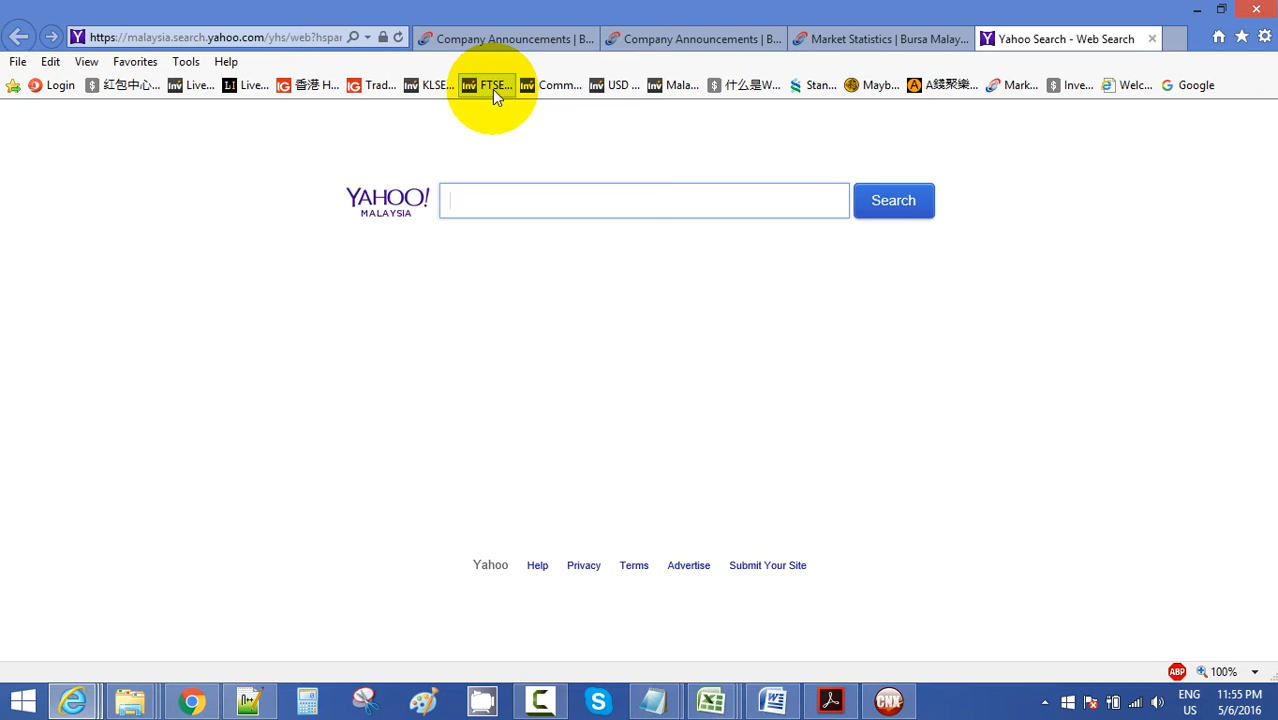 https://malaysia.search.yahoo.com/yhs/web?hspar
Company Announcements | B...
Company Announcements | B...
Market Statistics | Bursa Malay...
Yahoo Search - Web Search
File Edit View Favorites Tools Help
Login 红包中心... Live... Live... 香港 H... Trad... KLSE... FTSE... Comm... USD ... Mala... 什么是W... Stan... Mayb... A錢聚樂... Mark... Inve... Welc... Google
YAHOO!
MALAYSIA
Search
Yahoo Help Privacy Terms Advertise Submit Your Site
ABP 100%
ENG 11:55 PM
US 5/6/2016